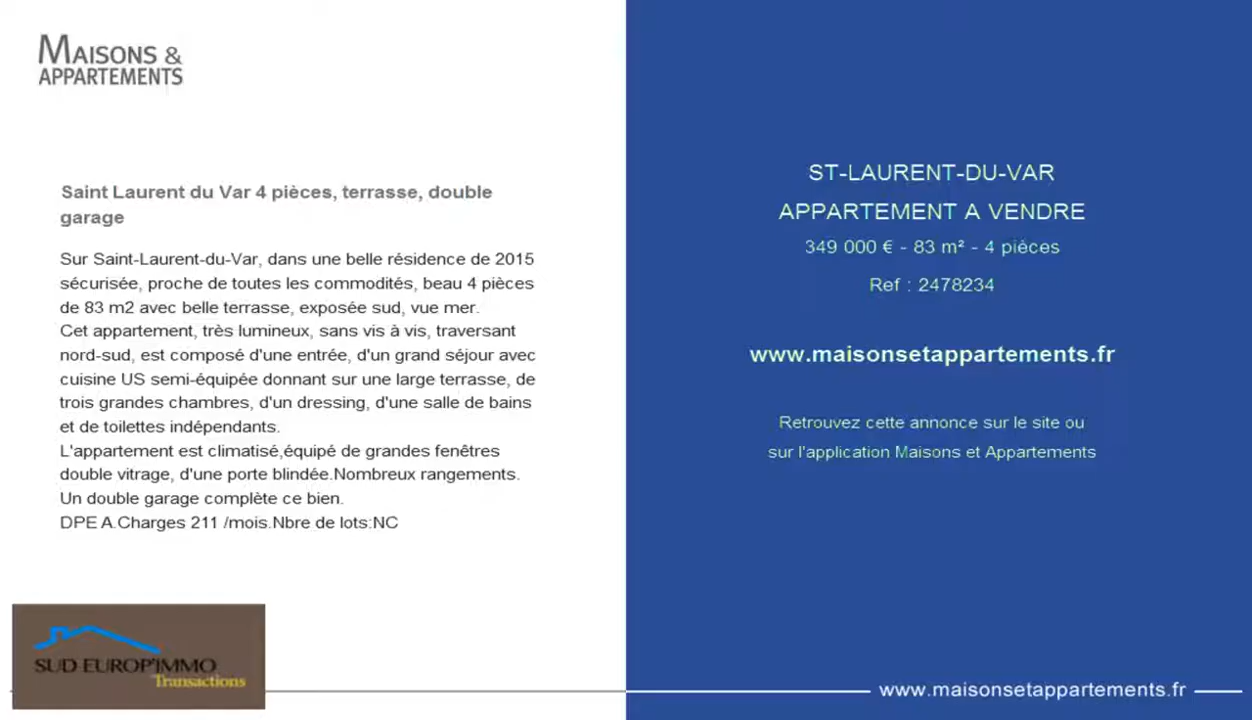 MAISONS &
APPARTEMENTS
Saint Laurent du Var 4 pièces, terrasse, double
garage
Sur Saint-Laurent-du-Var, dans une belle résidence de 2015
sécurisée, proche de toutes les commodités, beau 4 pièces
de 83 m2 avec belle terrasse, exposée sud, vue mer.
Cet appartement, très lumineux, sans vis à vis, traversant
nord-sud, est composé d'une entrée, d'un grand séjour avec
cuisine US semi-équipée donnant sur une large terrasse, de
trois grandes chambres, d'un dressing, d'une salle de bains
et de toilettes indépendants.
L'appartement est climatisé,équipé de grandes fenêtres
double vitrage, d'une porte blindée.Nombreux rangements.
Un double garage complète ce bien.
DPE A.Charges 211 /mois.Nbre de lots:NC
SUD EUROP'IMMO
Transactions
ST-LAURENT-DU-VAR
APPARTEMENT A VENDRE
349 000 € - 83 m² - 4 pièces
Ref : 2478234
www.maisonsetappartements.fr
Retrouvez cette annonce sur le site ou
sur l'application Maisons et Appartements
www.maisonsetappartements.fr